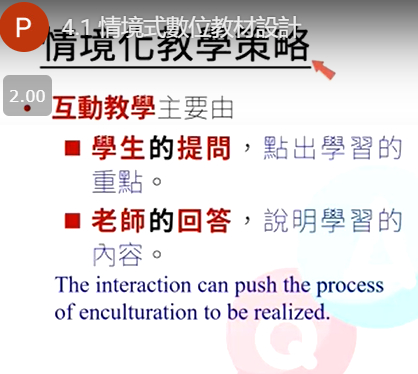 P
4.1 情境式數位教材設計
情境化教學策略
2.00
互動教學主要由
學生的提問，點出學習的
重點。
老師的回答，說明學習的
內容。
The interaction can push the process
of enculturation to be realized.
A
Q